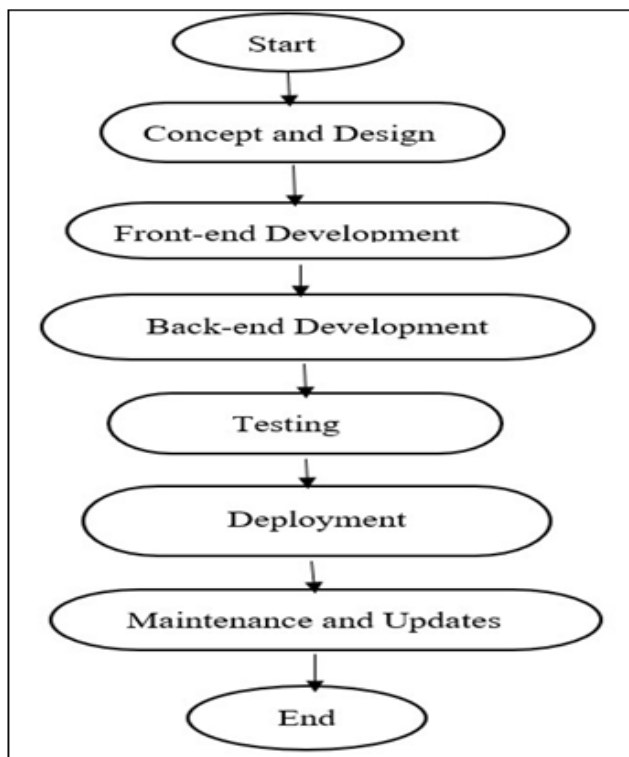 Start
Concept and Design
Front-end Development
Back-end Development
Testing
Deployment
Maintenance and Updates
End